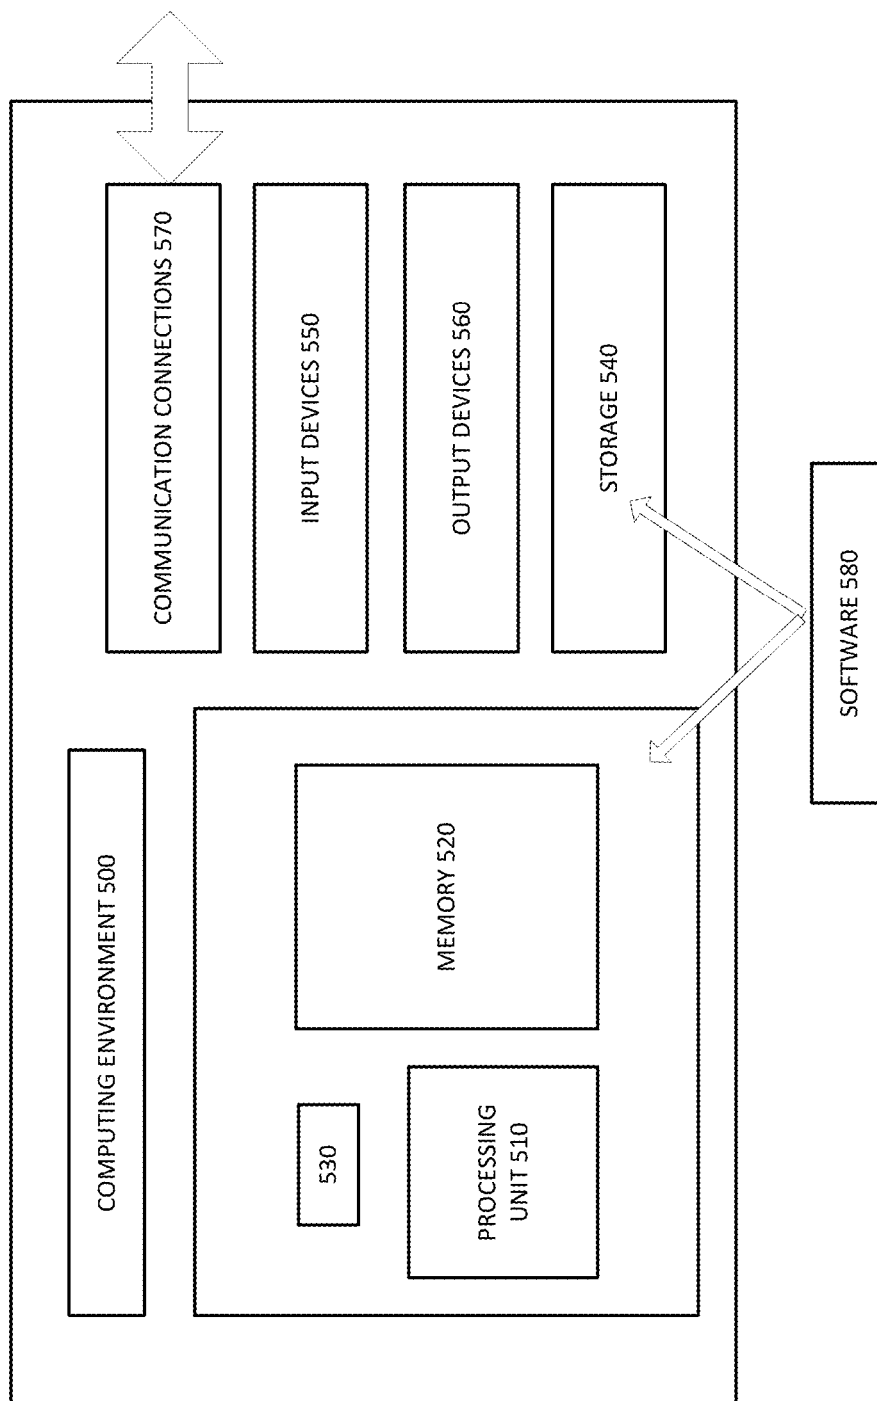 COMPUTING ENVIRONMENT 500
COMMUNICATION CONNECTIONS 570
530
PROCESSING
UNIT 510
MEMORY 520
INPUT DEVICES 550
OUTPUT DEVICES 560
STORAGE 540
SOFTWARE 580